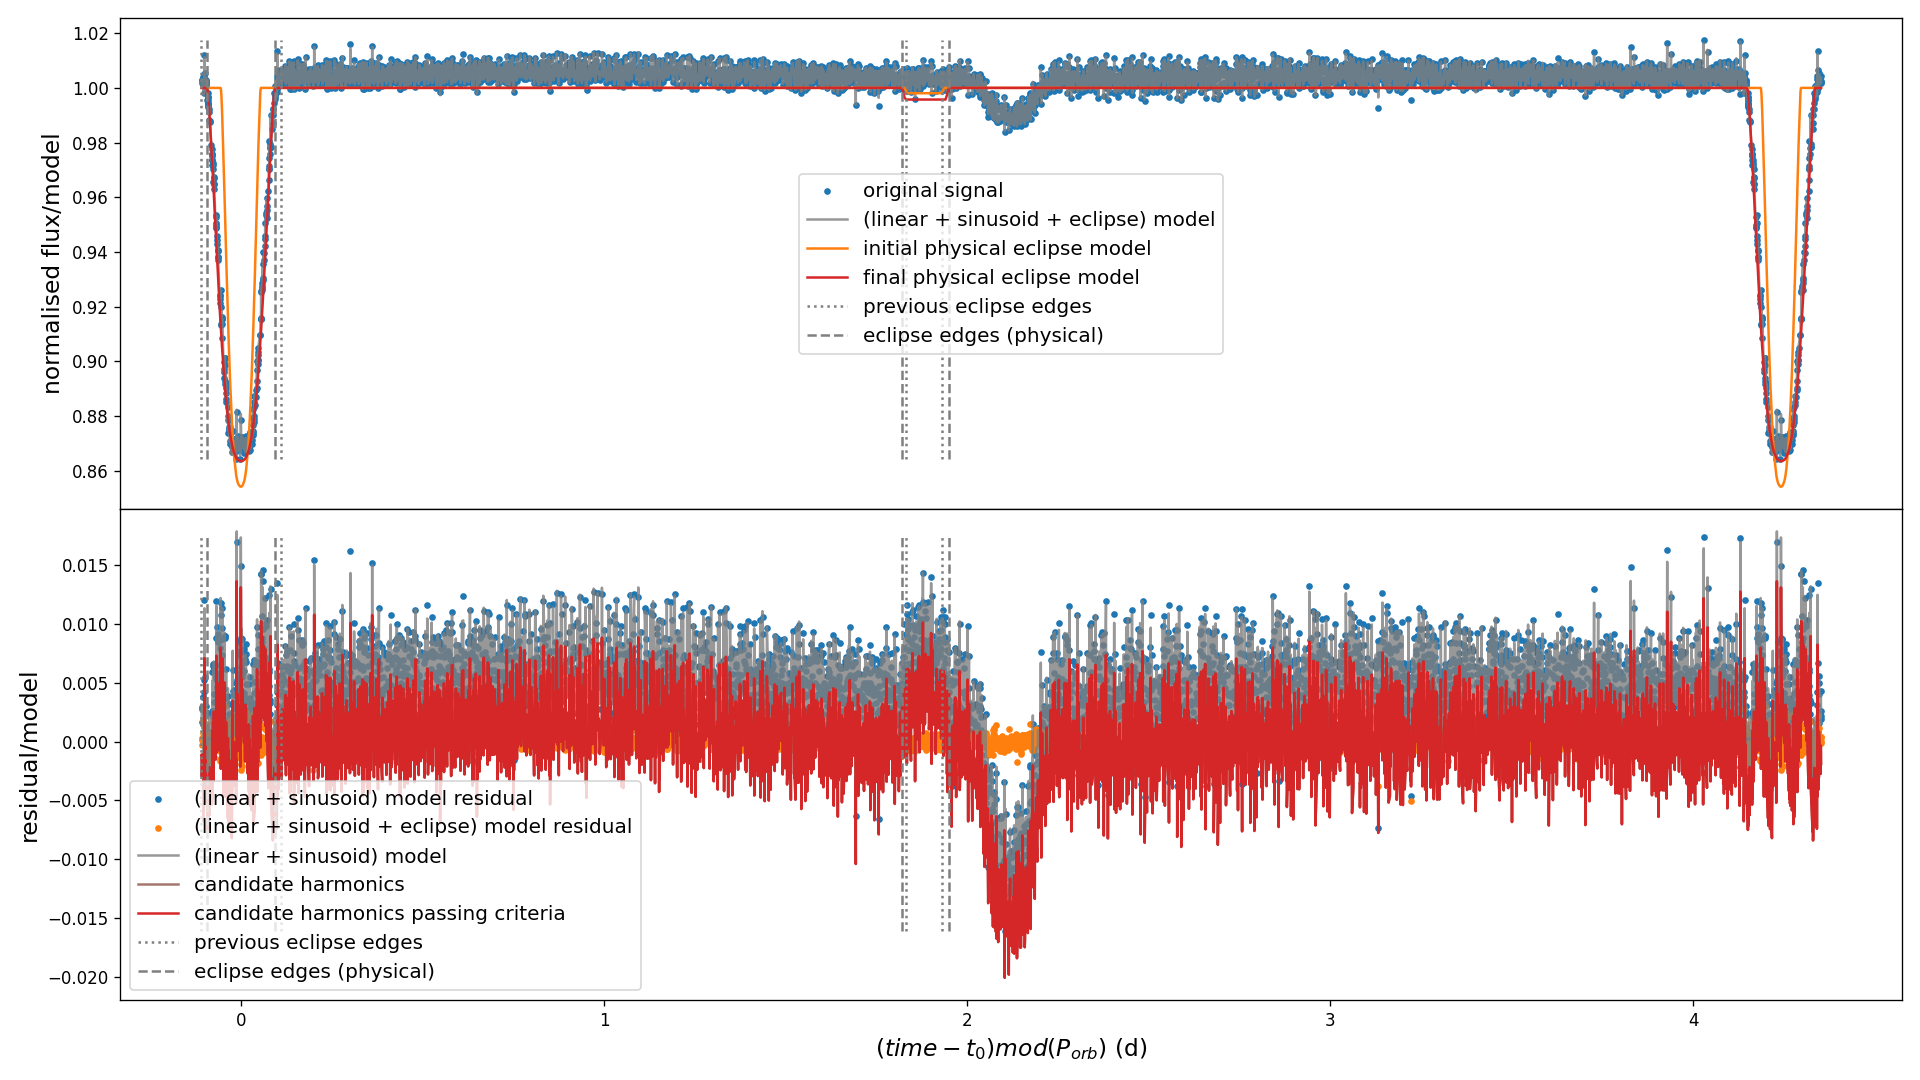 normalised flux/model
1.02
1.00
0.98
0.96
0.94
0.92
0.90
0.88
0.86
original signal
(linear + sinusoid + eclipse) model
initial physical eclipse model
final physical eclipse model
previous eclipse edges
eclipse edges (physical)
residual/model
0.015
0.010
0.005
0.000
−0.005
−0.010
−0.015
−0.020
(linear + sinusoid) model residual
(linear + sinusoid + eclipse) model residual
(linear + sinusoid) model
candidate harmonics
candidate harmonics passing criteria
previous eclipse edges
eclipse edges (physical)
0 1 2 3 4
(time − t₀)mod(P_orb) (d)